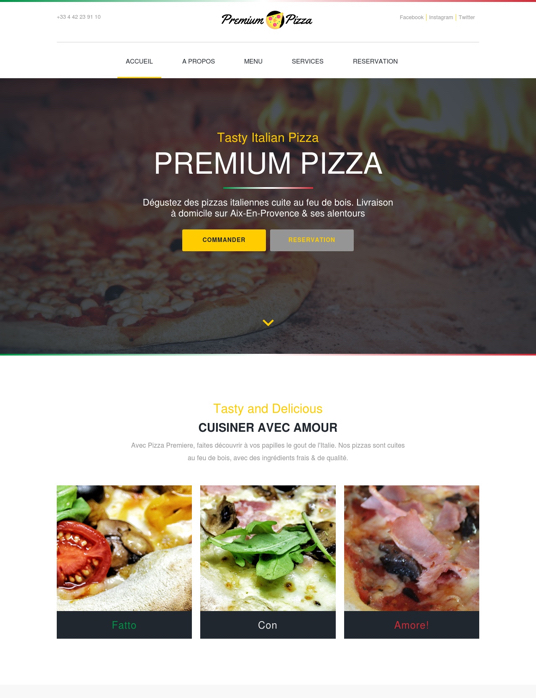 +33 4 42 23 91 10
Premium Pizza
Facebook | Instagram | Twitter
ACCUEIL A PROPOS MENU SERVICES RESERVATION
Tasty Italian Pizza
PREMIUM PIZZA
Dégustez des pizzas italiennes cuite au feu de bois. Livraison
à domicile sur Aix-En-Provence & ses alentours
COMMANDER RESERVATION
Tasty and Delicious
CUISINER AVEC AMOUR
Avec Pizza Premiere, faites découvrir à vos papilles le gout de l'Italie. Nos pizzas sont cuites
au feu de bois, avec des ingrédients frais & de qualité.
Fatto Con Amore!